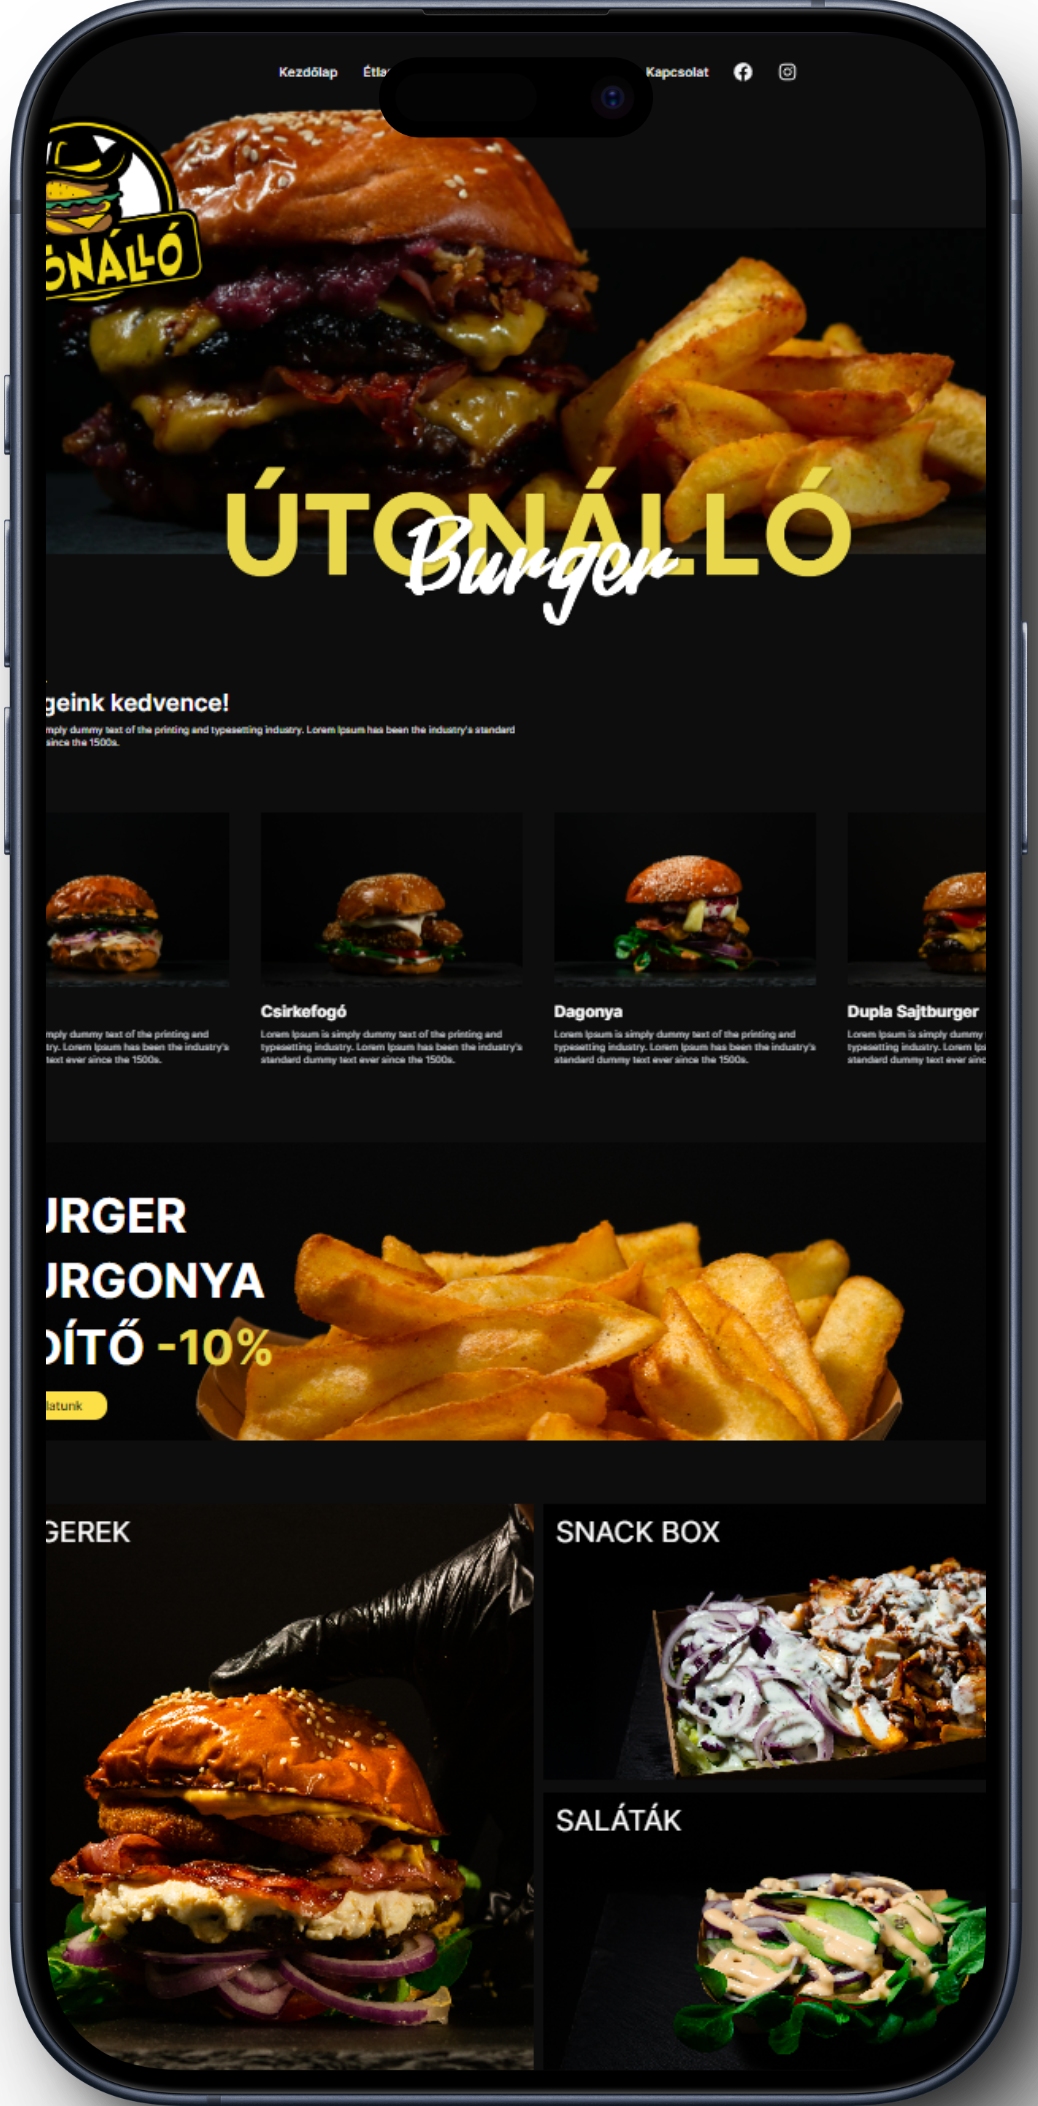 Kezdőlap Étla Kapcsolat
ÓNÁLLÓ
ÚTONÁLLÓ
Burger
geink kedvence!
mply dummy text of the printing and typesetting industry. Lorem Ipsum has been the industry's standard
since the 1500s.
mply dummy text of the printing and
try. Lorem Ipsum has been the industry's
text ever since the 1500s.
Csirkefogó
Lorem Ipsum is simply dummy text of the printing and
typesetting industry. Lorem Ipsum has been the industry's
standard dummy text ever since the 1500s.
Dagonya
Lorem Ipsum is simply dummy text of the printing and
typesetting industry. Lorem Ipsum has been the industry's
standard dummy text ever since the 1500s.
Dupla Sajtburger
Lorem Ipsum is simply dummy
typesetting industry. Lorem Ips
standard dummy text ever sinc
URGER
URGONYA
DÍTŐ -10%
latunk
GEREK
SNACK BOX
SALÁTÁK